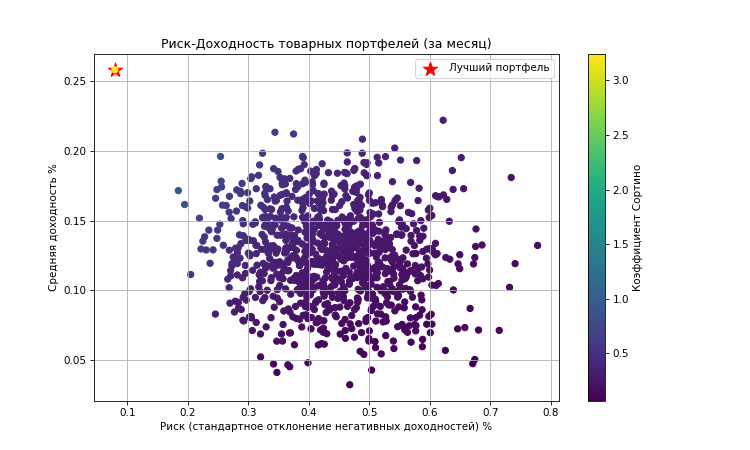 Риск-Доходность товарных портфелей (за месяц)
Лучший портфель
Средняя доходность %
0.25
0.20
0.15
0.10
0.05
0.1 0.2 0.3 0.4 0.5 0.6 0.7 0.8
Риск (стандартное отклонение негативных доходностей) %
3.0
2.5
2.0
1.5
1.0
0.5
Коэффициент Сортино